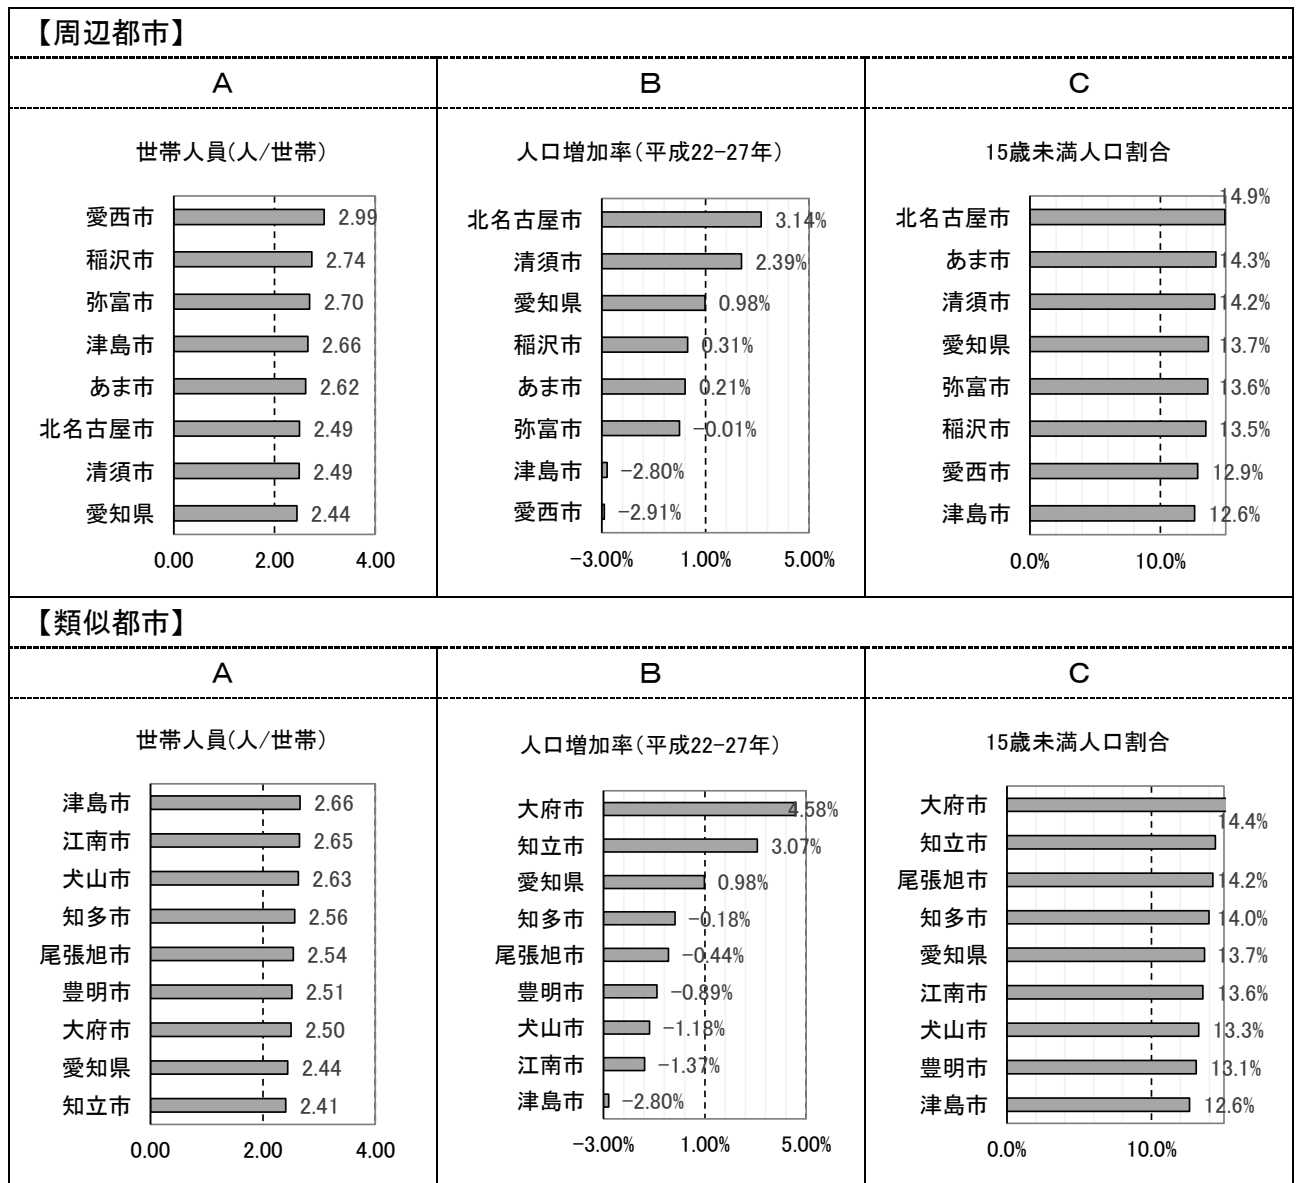 【周辺都市】
A
B
C
世帯人員(人/世帯)
愛西市 2.99
稲沢市 2.74
弥富市 2.70
津島市 2.66
あま市 2.62
北名古屋市 2.49
清須市 2.49
愛知県 2.44
0.00 2.00 4.00
人口増加率(平成22-27年)
北名古屋市 3.14%
清須市 2.39%
愛知県 0.98%
稲沢市 0.31%
あま市 0.21%
弥富市 -0.01%
津島市 -2.80%
愛西市 -2.91%
-3.00% 1.00% 5.00%
15歳未満人口割合
北名古屋市 14.9%
あま市 14.3%
清須市 14.2%
愛知県 13.7%
弥富市 13.6%
稲沢市 13.5%
愛西市 12.9%
津島市 12.6%
0.0% 10.0%
【類似都市】
A
B
C
世帯人員(人/世帯)
津島市 2.66
江南市 2.65
犬山市 2.63
知多市 2.56
尾張旭市 2.54
豊明市 2.51
大府市 2.50
愛知県 2.44
知立市 2.41
0.00 2.00 4.00
人口増加率(平成22-27年)
大府市 4.58%
知立市 3.07%
愛知県 0.98%
知多市 -0.18%
尾張旭市 -0.44%
豊明市 -0.89%
犬山市 -1.18%
江南市 -1.37%
津島市 -2.80%
-3.00% 1.00% 5.00%
15歳未満人口割合
大府市
知立市 14.4%
尾張旭市 14.2%
知多市 14.0%
愛知県 13.7%
江南市 13.6%
犬山市 13.3%
豊明市 13.1%
津島市 12.6%
0.0% 10.0%